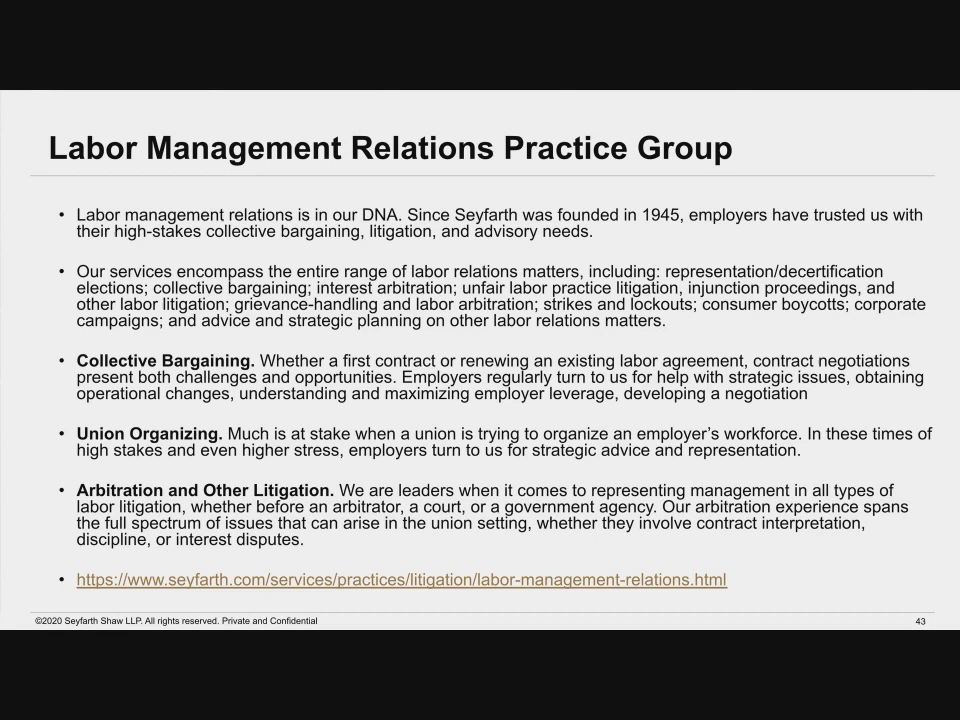 Labor Management Relations Practice Group
• Labor management relations is in our DNA. Since Seyfarth was founded in 1945, employers have trusted us with
their high-stakes collective bargaining, litigation, and advisory needs.
• Our services encompass the entire range of labor relations matters, including: representation/decertification
elections; collective bargaining; interest arbitration; unfair labor practice litigation, injunction proceedings, and
other labor litigation; grievance-handling and labor arbitration; strikes and lockouts; consumer boycotts; corporate
campaigns; and advice and strategic planning on other labor relations matters.
• Collective Bargaining. Whether a first contract or renewing an existing labor agreement, contract negotiations
present both challenges and opportunities. Employers regularly turn to us for help with strategic issues, obtaining
operational changes, understanding and maximizing employer leverage, developing a negotiation
• Union Organizing. Much is at stake when a union is trying to organize an employer’s workforce. In these times of
high stakes and even higher stress, employers turn to us for strategic advice and representation.
• Arbitration and Other Litigation. We are leaders when it comes to representing management in all types of
labor litigation, whether before an arbitrator, a court, or a government agency. Our arbitration experience spans
the full spectrum of issues that can arise in the union setting, whether they involve contract interpretation,
discipline, or interest disputes.
• https://www.seyfarth.com/services/practices/litigation/labor-management-relations.html
©2020 Seyfarth Shaw LLP. All rights reserved. Private and Confidential
43